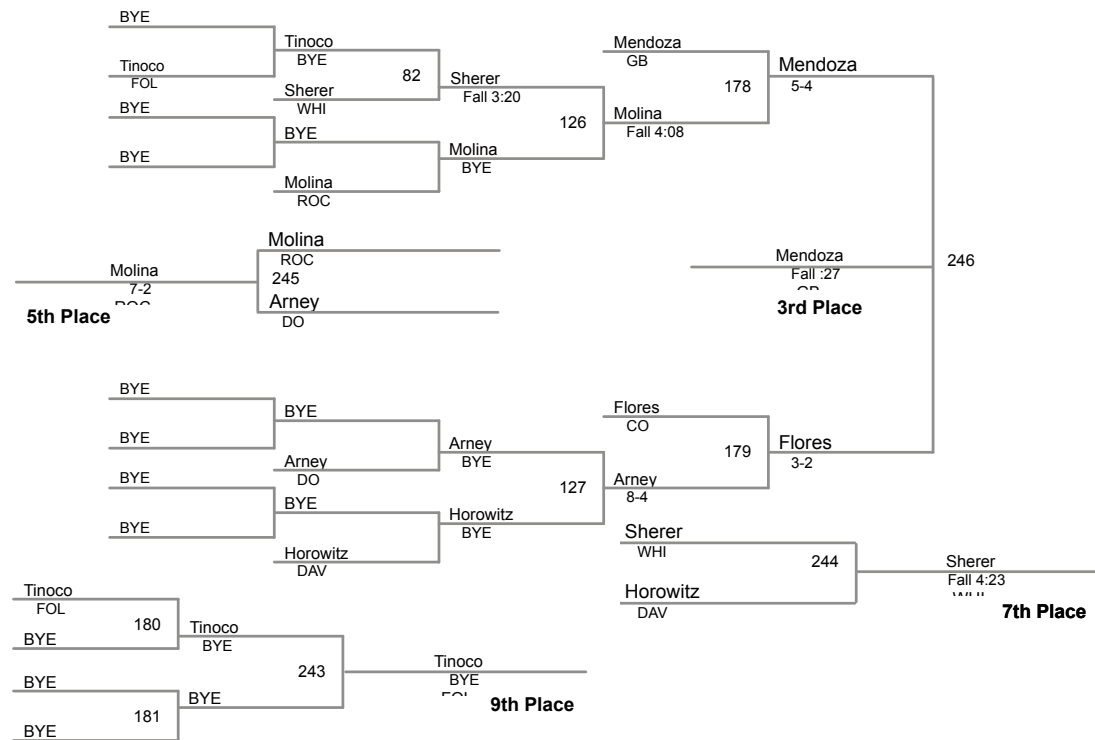 BYE
Tinoco
FOL
Tinoco
BYE
82
Sherer
WHI
Sherer
Fall 3:20
BYE
BYE
BYE
Molina
ROC
Molina
BYE
126
Mendoza
GB
Molina
Fall 4:08
178
Mendoza
5-4
Molina
ROC
245
Arney
DO
Molina
7-2
ROC
5th Place
Mendoza
Fall :27
GB
3rd Place
246
BYE
BYE
BYE
Arney
DO
Arney
BYE
BYE
BYE
BYE
Horowitz
DAV
Horowitz
BYE
127
Flores
CO
Arney
8-4
179
Flores
3-2
Sherer
WHI
244
Horowitz
DAV
Sherer
Fall 4:23
WHI
7th Place
Tinoco
FOL
180
BYE
Tinoco
BYE
243
BYE
181
BYE
BYE
Tinoco
BYE
FOL
9th Place